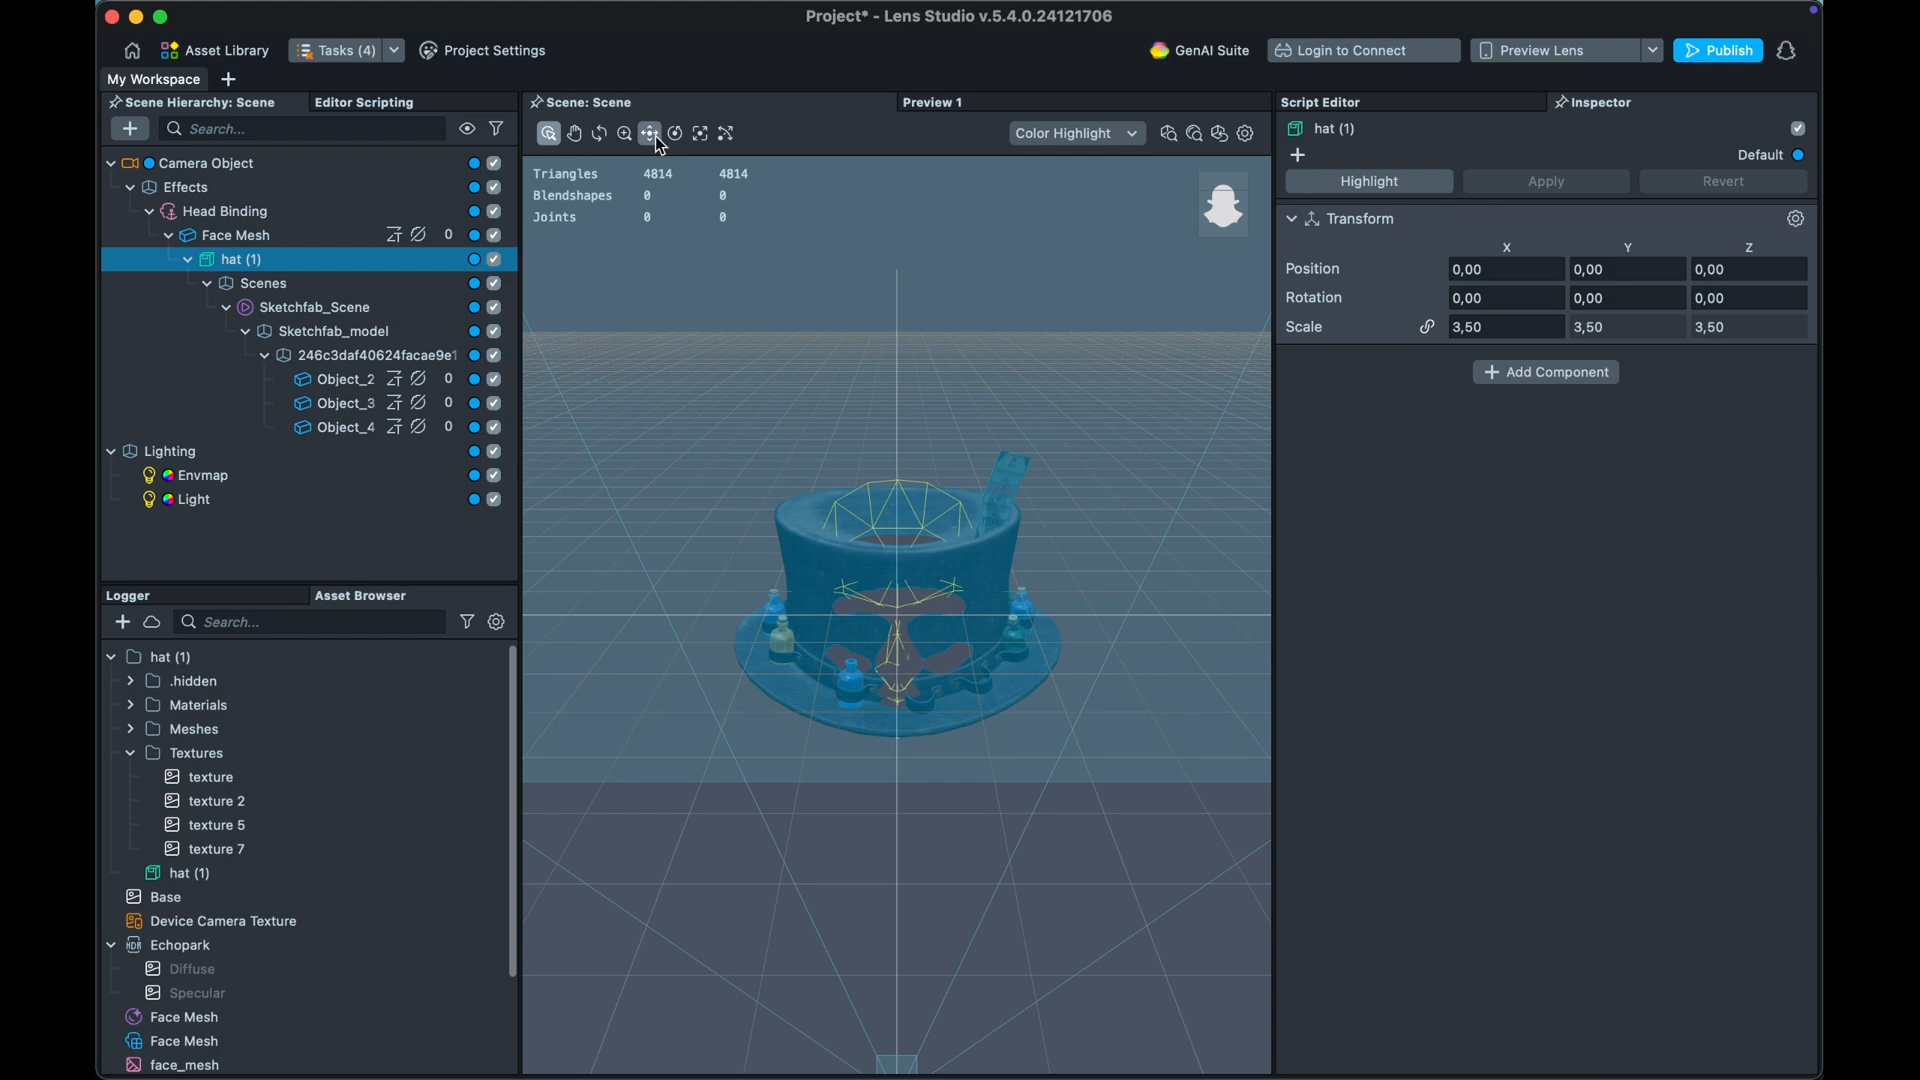 Project* - Lens Studio v.5.4.0.24121706
Asset Library
Tasks (4)
Project Settings
GenAI Suite
Login to Connect
Preview Lens
Publish
My Workspace
Scene Hierarchy: Scene
Editor Scripting
Search...
Camera Object
Effects
Head Binding
Face Mesh 0
hat (1)
Scenes
Sketchfab_Scene
Sketchfab_model
246c3daf40624facae9e1
Object_2 0
Object_3 0
Object_4 0
Lighting
Envmap
Light
Logger
Asset Browser
Search...
hat (1)
.hidden
Materials
Meshes
Textures
texture
texture 2
texture 5
texture 7
hat (1)
Base
Device Camera Texture
HDR Echopark
Diffuse
Specular
Face Mesh
Face Mesh
face_mesh
Scene: Scene
Preview 1
Color Highlight
Triangles 4814 4814
Blendshapes 0 0
Joints 0 0
Script Editor
Inspector
hat (1)
Default
Highlight
Apply
Revert
Transform
X Y Z
Position 0,00 0,00 0,00
Rotation 0,00 0,00 0,00
Scale 3,50 3,50 3,50
Add Component